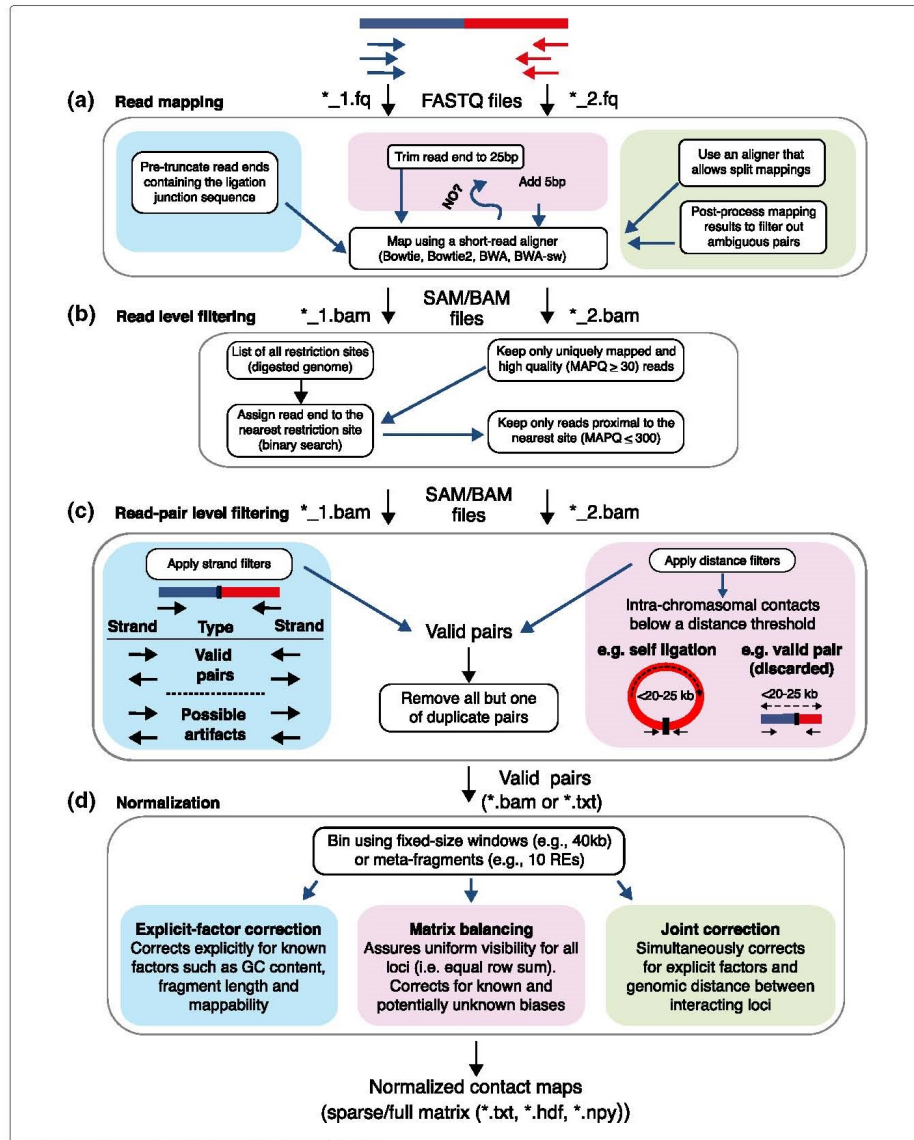 *_1.fq FASTQ files *_2.fq
(a) Read mapping
Pre-truncate read ends
containing the ligation
junction sequence
Trim read end to 25bp
NO?
Add 5bp
Map using a short-read aligner
(Bowtie, Bowtie2, BWA, BWA-sw)
Use an aligner that
allows split mappings
Post-process mapping
results to filter out
ambiguous pairs
*_1.bam SAM/BAM files *_2.bam
(b) Read level filtering
List of all restriction sites
(digested genome)
Keep only uniquely mapped and
high quality (MAPQ ≥ 30) reads
Assign read end to the
nearest restriction site
(binary search)
Keep only reads proximal to the
nearest site (MAPQ ≤ 300)
*_1.bam SAM/BAM files *_2.bam
(c) Read-pair level filtering
Apply strand filters
Strand Type Strand
Valid
pairs
Possible
artifacts
Valid pairs
Remove all but one
of duplicate pairs
Apply distance filters
Intra-chromasomal contacts
below a distance threshold
e.g. self ligation
<20-25 kb
e.g. valid pair
(discarded)
<20-25 kb
Valid pairs
(*.bam or *.txt)
(d) Normalization
Bin using fixed-size windows (e.g., 40kb)
or meta-fragments (e.g., 10 REs)
Explicit-factor correction
Corrects explicitly for known
factors such as GC content,
fragment length and
mappability
Matrix balancing
Assures uniform visibility for all
loci (i.e. equal row sum).
Corrects for known and
potentially unknown biases
Joint correction
Simultaneously corrects
for explicit factors and
genomic distance between
interacting loci
Normalized contact maps
(sparse/full matrix (*.txt, *.hdf, *.npy))